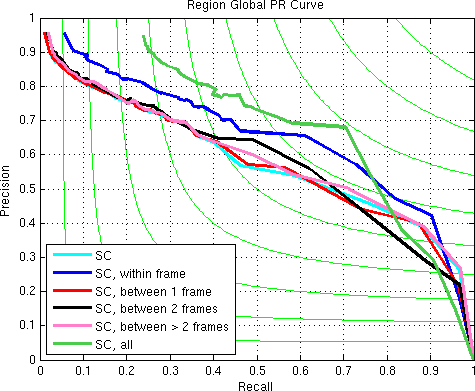 Region Global PR Curve
1
0.9
0.8
0.7
0.6
0.5
0.4
0.3
0.2
0.1
0
Precision
SC
SC, within frame
SC, between 1 frame
SC, between 2 frames
SC, between > 2 frames
SC, all
0 0.1 0.2 0.3 0.4 0.5 0.6 0.7 0.8 0.9
Recall